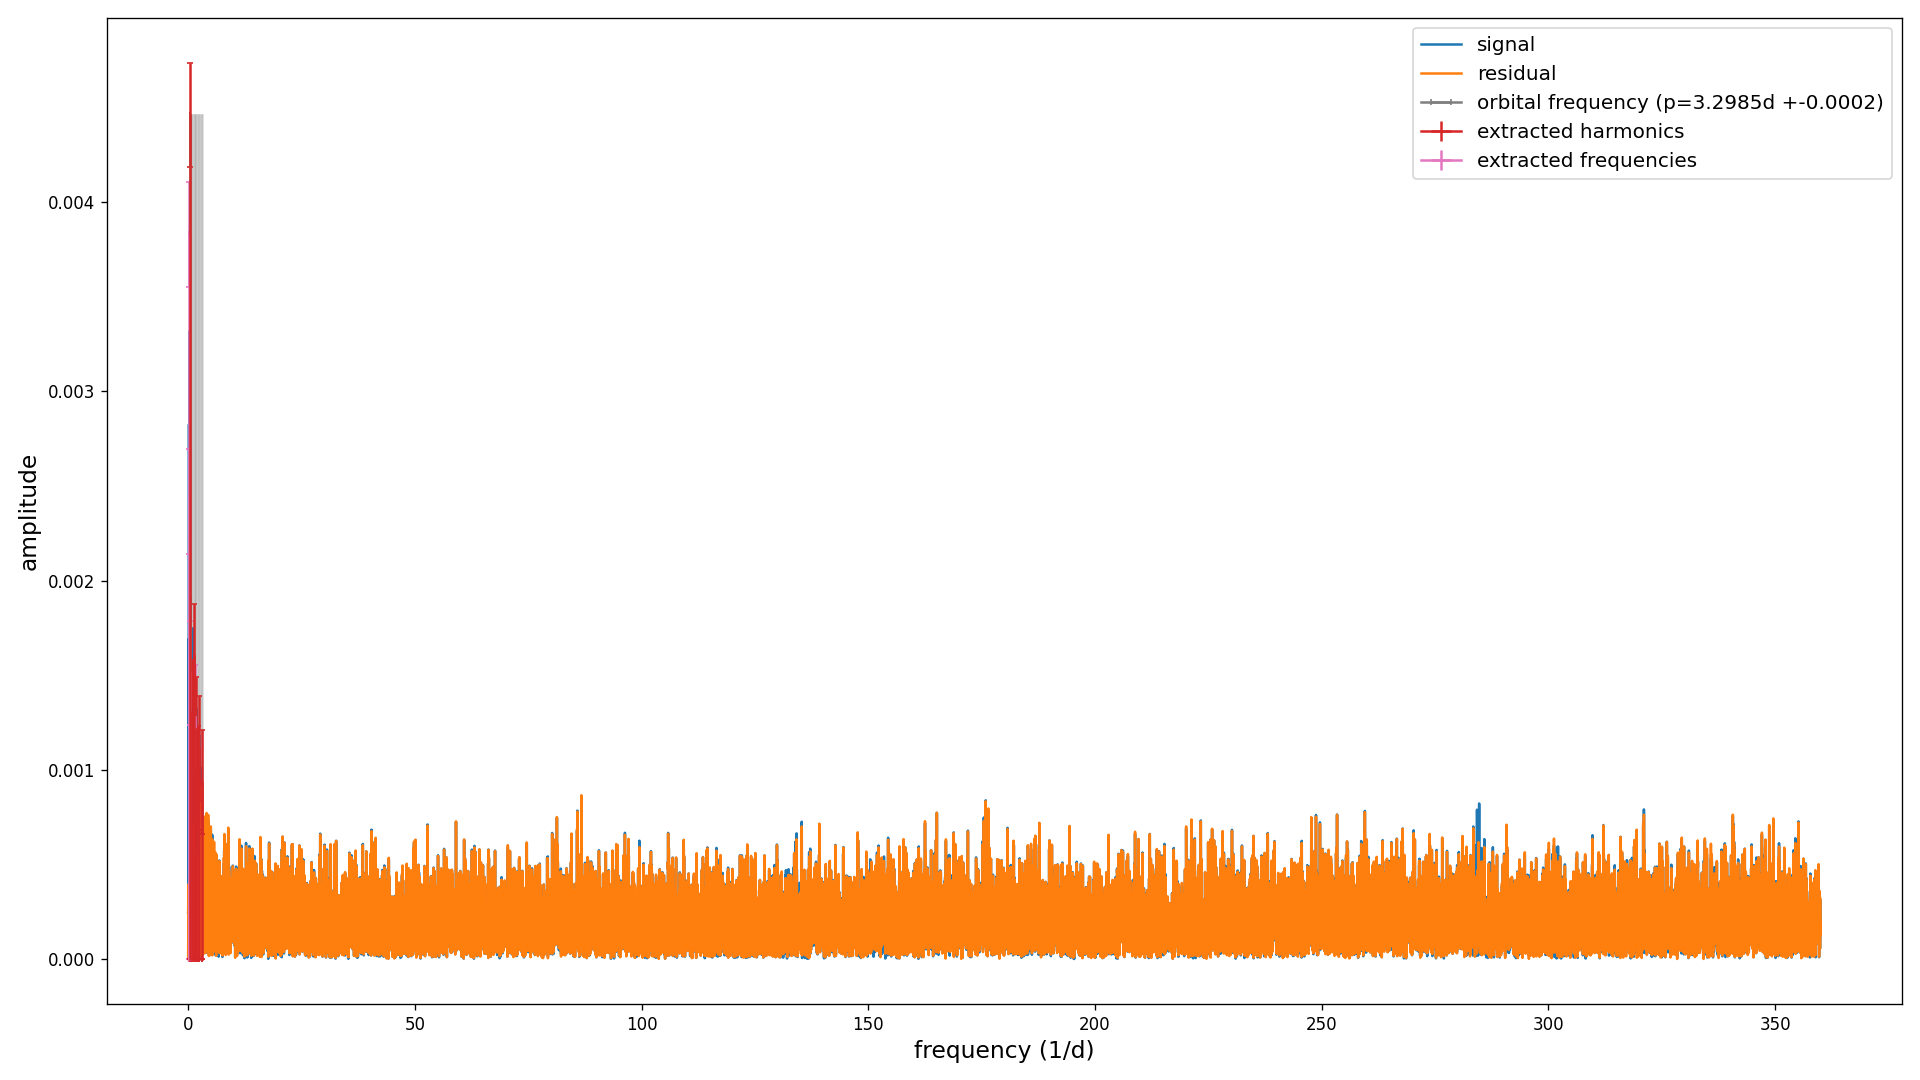 signal
residual
orbital frequency (p=3.2985d +-0.0002)
extracted harmonics
extracted frequencies
0.004
0.003
0.002
0.001
0.000
amplitude
0 50 100 150 200 250 300 350
frequency (1/d)